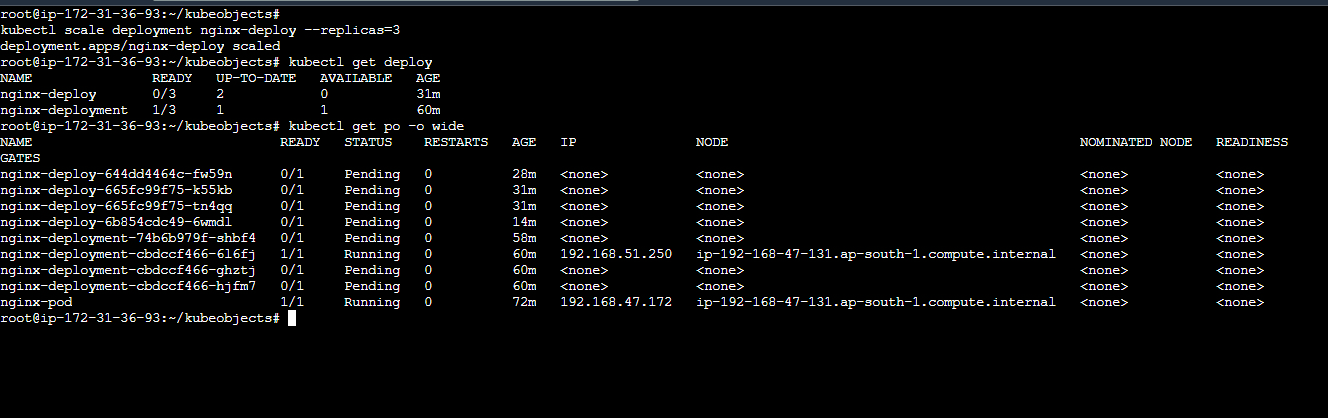 root@ip-172-31-36-93:~/kubeobjects#
kubectl scale deployment nginx-deploy --replicas=3
deployment.apps/nginx-deploy scaled
root@ip-172-31-36-93:~/kubeobjects# kubectl get deploy
NAME               READY   UP-TO-DATE   AVAILABLE   AGE
nginx-deploy       0/3     2            0           31m
nginx-deployment   1/3     1            1           60m
root@ip-172-31-36-93:~/kubeobjects# kubectl get po -o wide
NAME                               READY   STATUS    RESTARTS   AGE   IP               NODE                                            NOMINATED NODE   READINESS
GATES
nginx-deploy-644dd4464c-fw59n      0/1     Pending   0          28m   <none>           <none>                                          <none>           <none>
nginx-deploy-665fc99f75-k55kb      0/1     Pending   0          31m   <none>           <none>                                          <none>           <none>
nginx-deploy-665fc99f75-tn4qq      0/1     Pending   0          31m   <none>           <none>                                          <none>           <none>
nginx-deploy-6b854cdc49-6wmdl      0/1     Pending   0          14m   <none>           <none>                                          <none>           <none>
nginx-deployment-74b6b979f-shbf4   0/1     Pending   0          58m   <none>           <none>                                          <none>           <none>
nginx-deployment-cbdccf466-6l6fj   1/1     Running   0          60m   192.168.51.250   ip-192-168-47-131.ap-south-1.compute.internal   <none>           <none>
nginx-deployment-cbdccf466-ghztj   0/1     Pending   0          60m   <none>           <none>                                          <none>           <none>
nginx-deployment-cbdccf466-hjfm7   0/1     Pending   0          60m   <none>           <none>                                          <none>           <none>
nginx-pod                          1/1     Running   0          72m   192.168.47.172   ip-192-168-47-131.ap-south-1.compute.internal   <none>           <none>
root@ip-172-31-36-93:~/kubeobjects#